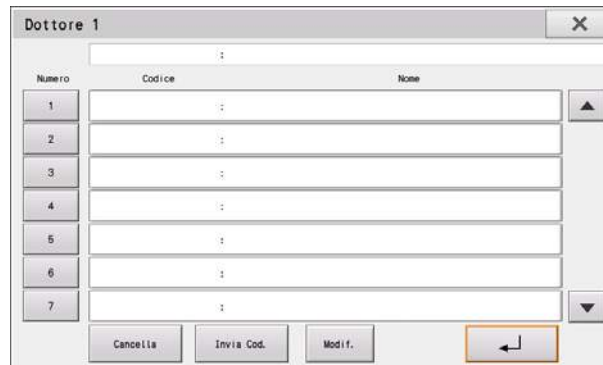 Dottore 1
:
Numero Codice Nome
1 :
2 :
3 :
4 :
5 :
6 :
7 :
Cancella Invia Cod. Modif.